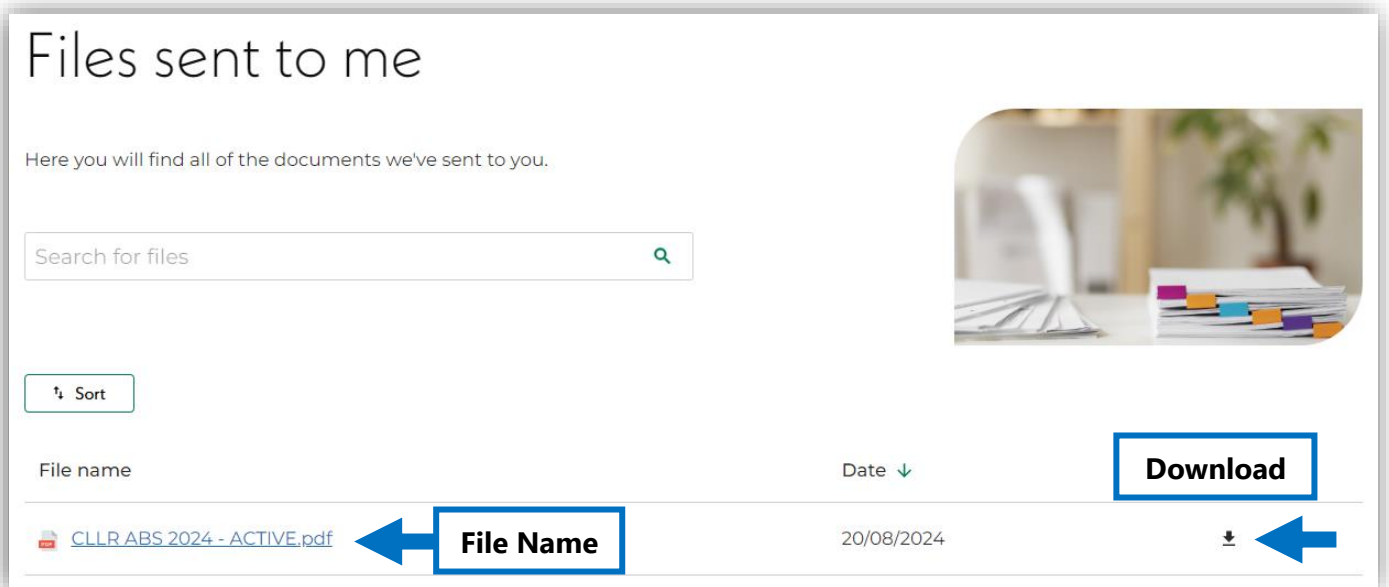 Files sent to me
Here you will find all of the documents we've sent to you.
Search for files
Sort
File name Date Download
PDF CLLR ABS 2024 - ACTIVE.pdf File Name 20/08/2024